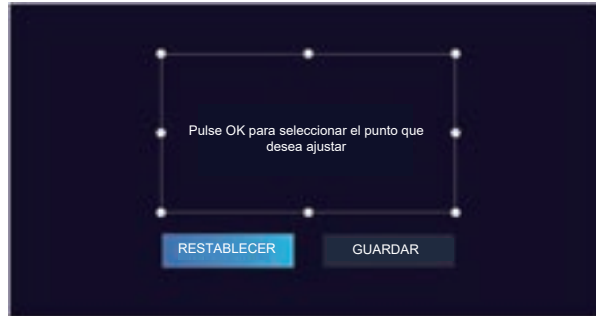 Pulse OK para seleccionar el punto que
desea ajustar
RESTABLECER
GUARDAR